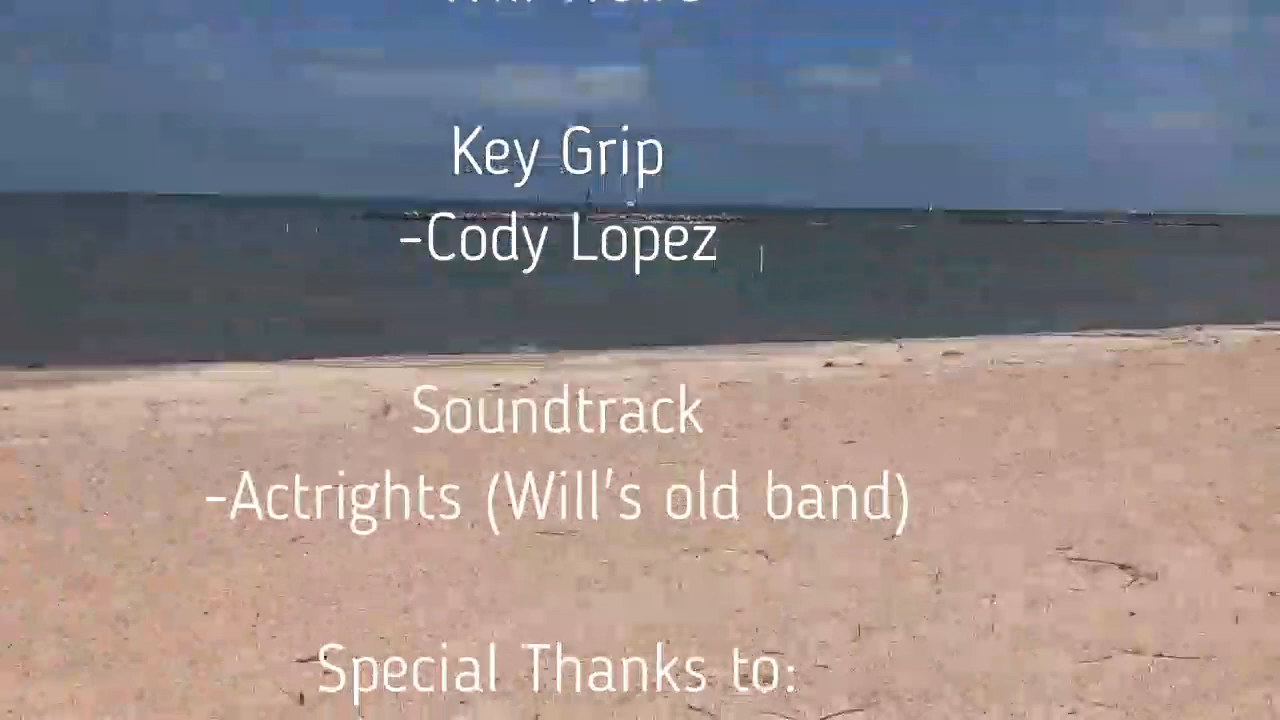 Key Grip
-Cody Lopez
Soundtrack
-Actrights (Will's old band)
Special Thanks to: